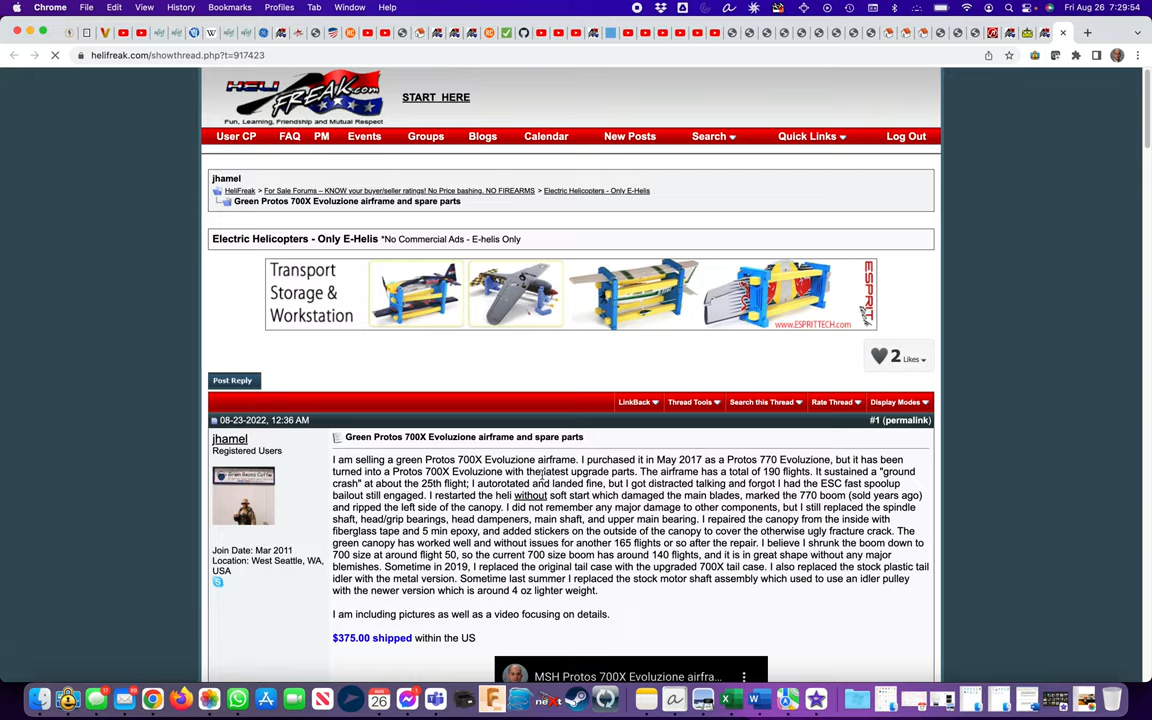 Chrome File Edit View History Bookmarks Profiles Tab Window Help Fri Aug 26 7:29:54
helifreak.com/showthread.php?t=917423
HELI FREAK.com
Fun, Learning, Friendship and Mutual Respect
START HERE
User CP FAQ PM Events Groups Blogs Calendar New Posts Search Quick Links Log Out
jhamel
HeliFreak > For Sale Forums – KNOW your buyer/seller ratings! No Price bashing, NO FIREARMS > Electric Helicopters - Only E-Helis
Green Protos 700X Evoluzione airframe and spare parts
Electric Helicopters - Only E-Helis *No Commercial Ads - E-helis Only
Transport
Storage &
Workstation
ESPRIT
www.ESPRITTECH.com
2 Likes
Post Reply
LinkBack Thread Tools Search this Thread Rate Thread Display Modes
08-23-2022, 12:36 AM #1 (permalink)
jhamel
Registered Users
Join Date: Mar 2011
Location: West Seattle, WA,
USA
Green Protos 700X Evoluzione airframe and spare parts
I am selling a green Protos 700X Evoluzione airframe. I purchased it in May 2017 as a Protos 770 Evoluzione, but it has been
turned into a Protos 700X Evoluzione with the latest upgrade parts. The airframe has a total of 190 flights. It sustained a "ground
crash" at about the 25th flight; I autorotated and landed fine, but I got distracted talking and forgot I had the ESC fast spoolup
bailout still engaged. I restarted the heli without soft start which damaged the main blades, marked the 770 boom (sold years ago)
and ripped the left side of the canopy. I did not remember any major damage to other components, but I still replaced the spindle
shaft, head/grip bearings, head dampeners, main shaft, and upper main bearing. I repaired the canopy from the inside with
fiberglass tape and 5 min epoxy, and added stickers on the outside of the canopy to cover the otherwise ugly fracture crack. The
green canopy has worked well and without issues for another 165 flights or so after the repair. I believe I shrunk the boom down to
700 size at around flight 50, so the current 700 size boom has around 140 flights, and it is in great shape without any major
blemishes. Sometime in 2019, I replaced the original tail case with the upgraded 700X tail case. I also replaced the stock plastic tail
idler with the metal version. Sometime last summer I replaced the stock motor shaft assembly which used to use an idler pulley
with the newer version which is around 4 oz lighter weight.
I am including pictures as well as a video focusing on details.
$375.00 shipped within the US
MSH Protos 700X Evoluzione airfra...